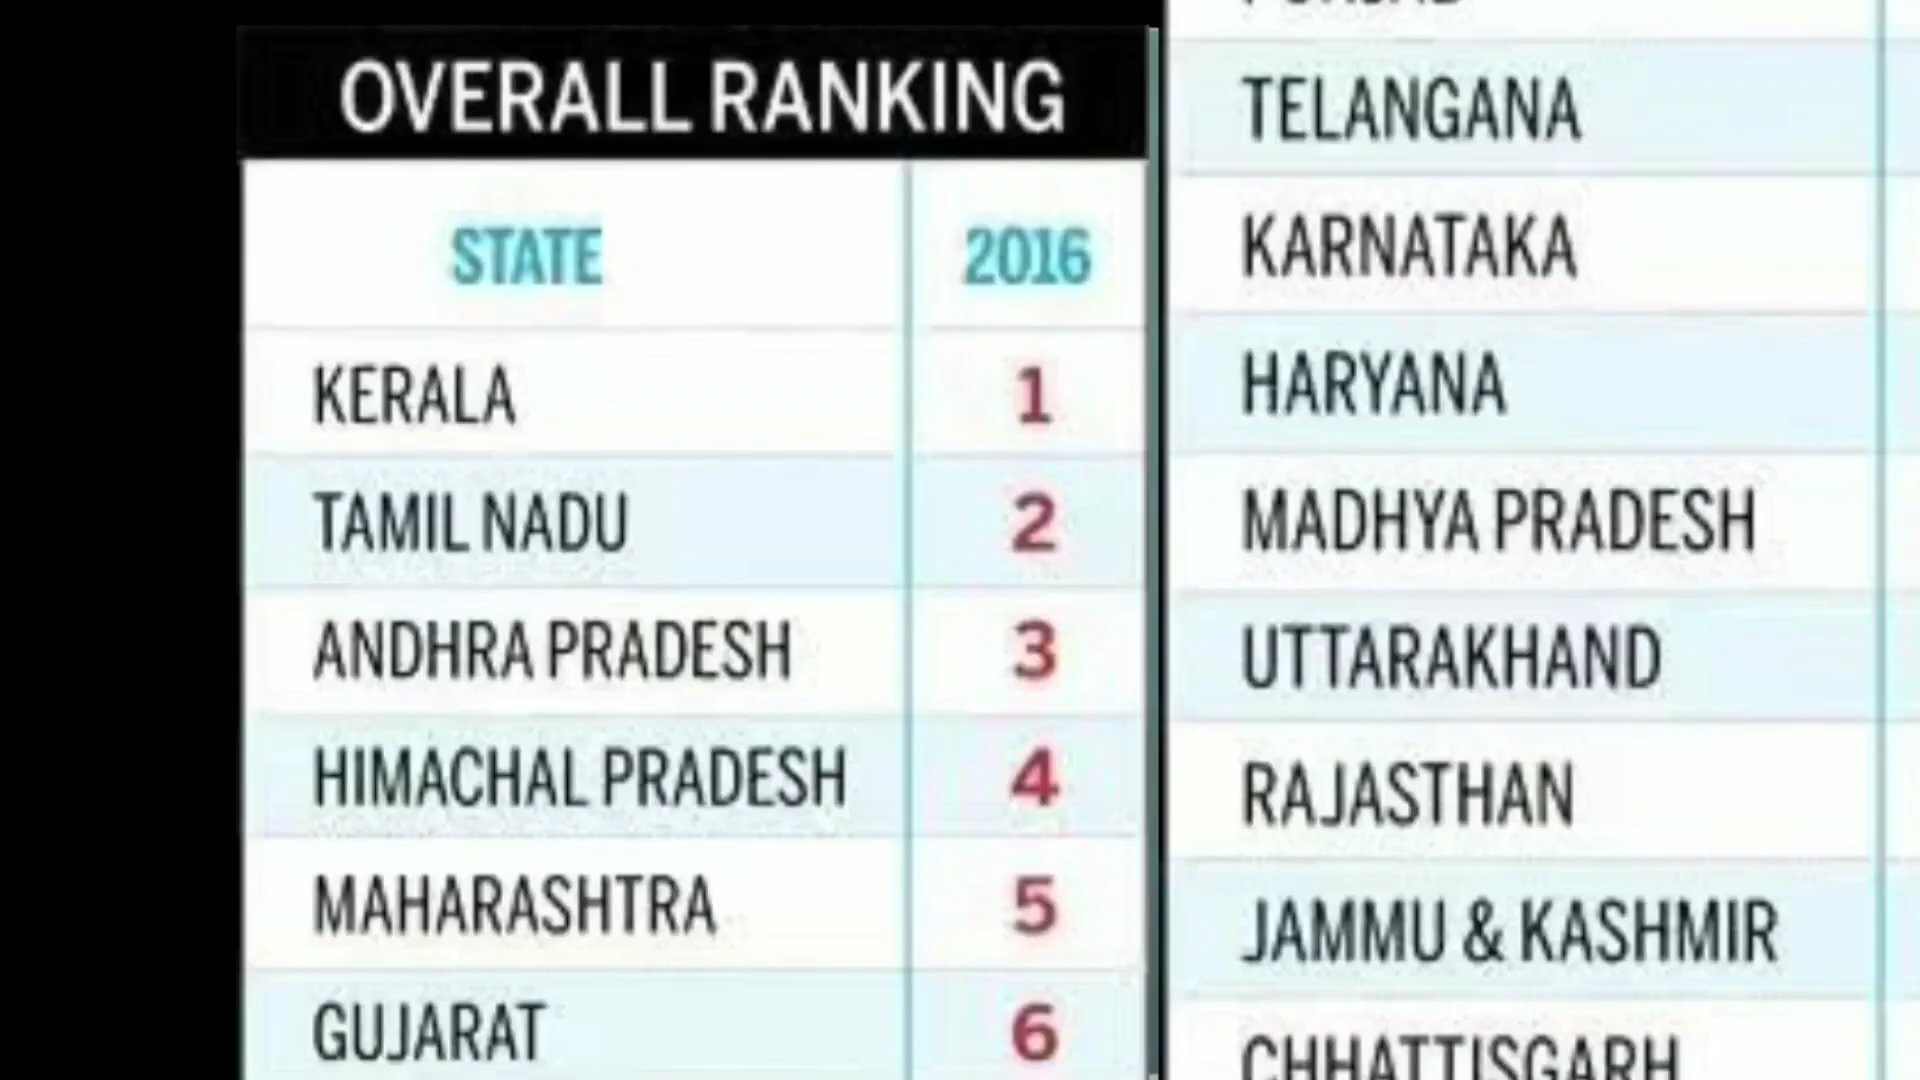 OVERALL RANKING
STATE 2016
KERALA 1
TAMIL NADU 2
ANDHRA PRADESH 3
HIMACHAL PRADESH 4
MAHARASHTRA 5
GUJARAT 6
TELANGANA
KARNATAKA
HARYANA
MADHYA PRADESH
UTTARAKHAND
RAJASTHAN
JAMMU & KASHMIR
CHHATTISGARH